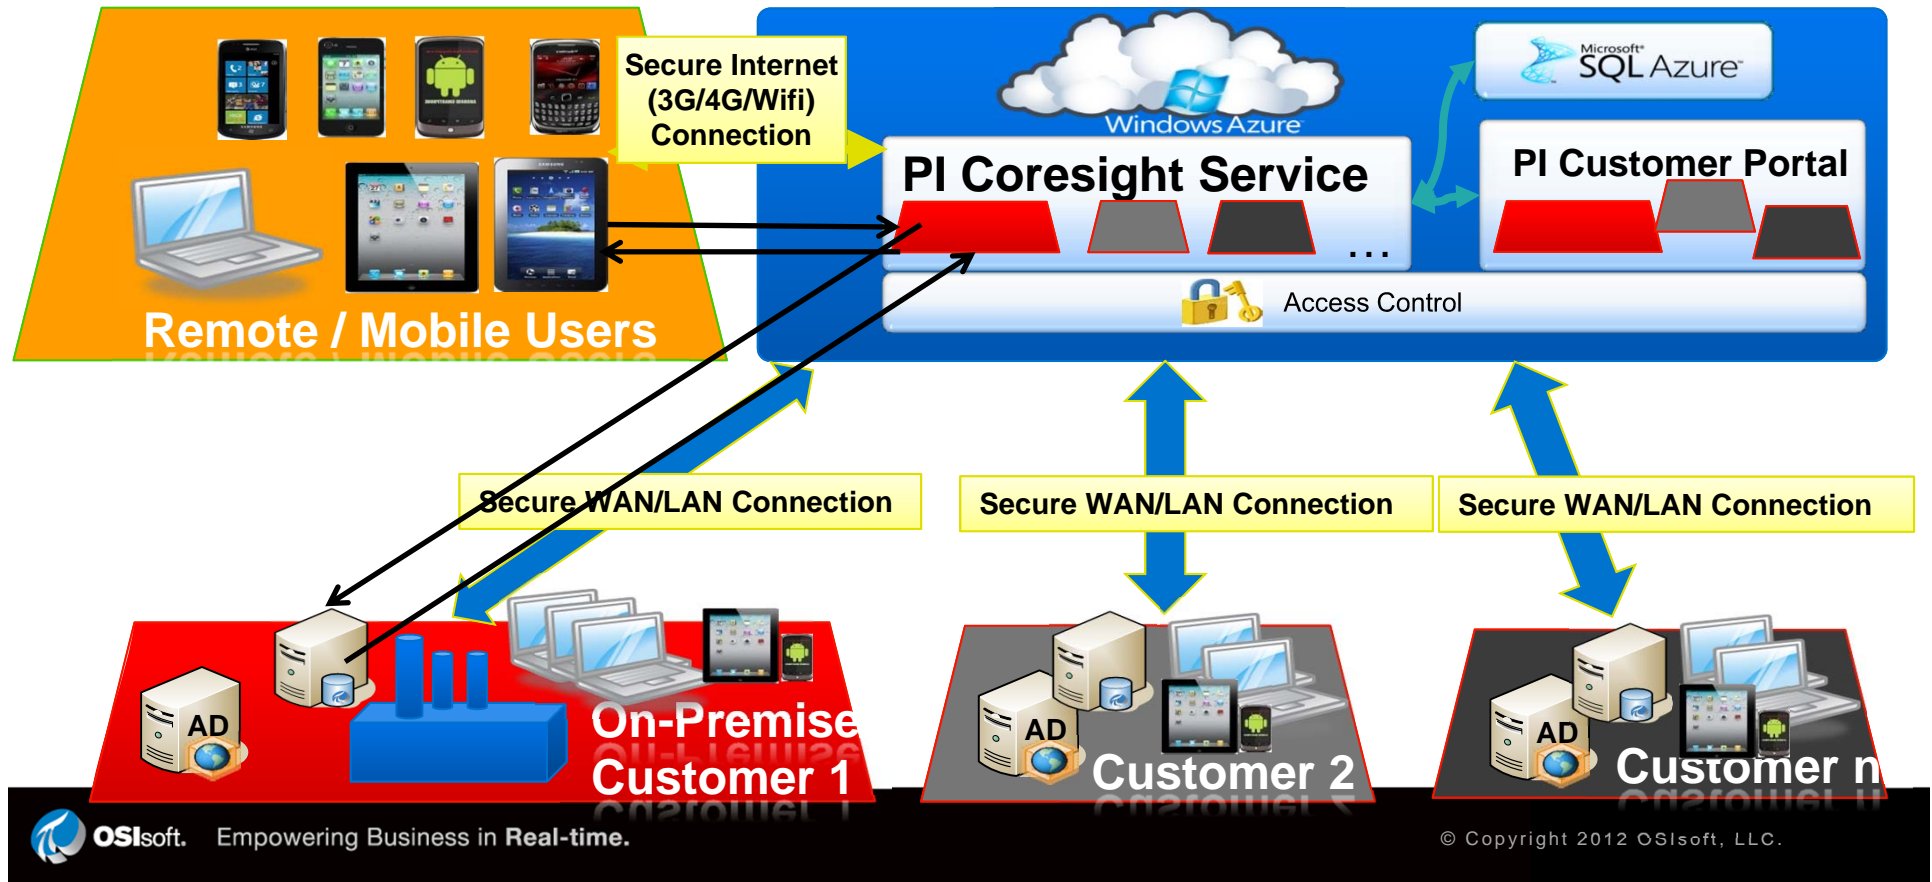 Secure Internet
(3G/4G/Wifi)
Connection
Remote / Mobile Users
Windows Azure
Microsoft®
SQL Azure™
PI Coresight Service
...
PI Customer Portal
Access Control
Secure WAN/LAN Connection
Secure WAN/LAN Connection
Secure WAN/LAN Connection
AD
On-Premise
Customer 1
AD
Customer 2
AD
Customer n
OSIsoft. Empowering Business in Real-time.
© Copyright 2012 OSIsoft, LLC.